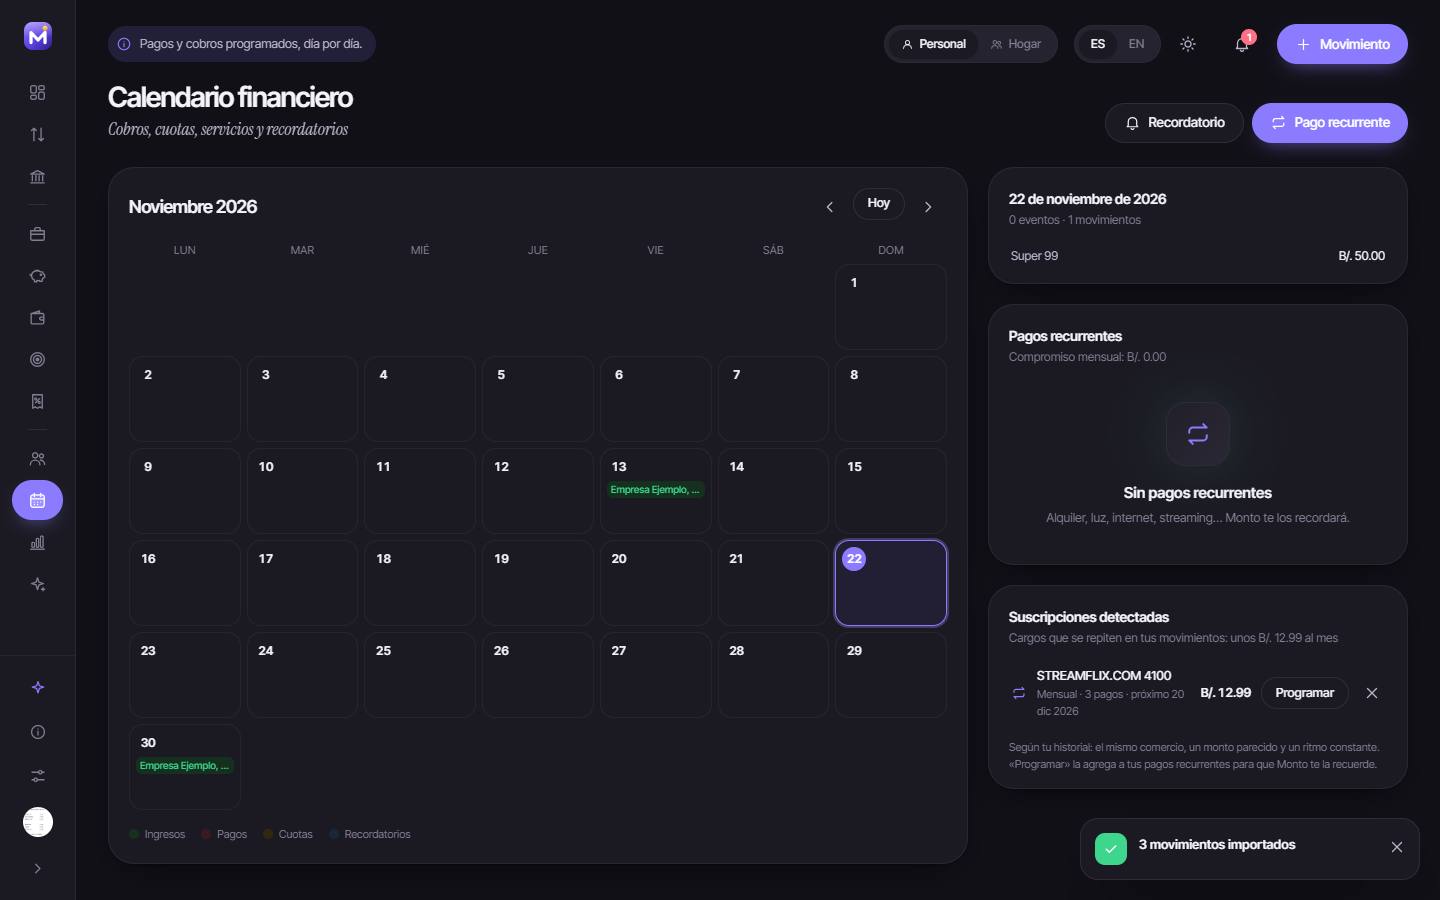 Pagos y cobros programados, día por día.
Personal
Hogar
ES
EN
1
Movimiento
Calendario financiero
Cobros, cuotas, servicios y recordatorios
Recordatorio
Pago recurrente
Noviembre 2026
Hoy
LUN MAR MIÉ JUE VIE SÁB DOM
1
2 3 4 5 6 7 8
9 10 11 12 13 14 15
Empresa Ejemplo, ...
16 17 18 19 20 21 22
23 24 25 26 27 28 29
30
Empresa Ejemplo, ...
Ingresos Pagos Cuotas Recordatorios
22 de noviembre de 2026
0 eventos · 1 movimientos
Super 99 B/. 50.00
Pagos recurrentes
Compromiso mensual: B/. 0.00
Sin pagos recurrentes
Alquiler, luz, internet, streaming... Monto te los recordará.
Suscripciones detectadas
Cargos que se repiten en tus movimientos: unos B/. 12.99 al mes
STREAMFLIX.COM 4100
Mensual · 3 pagos · próximo 20
dic 2026
B/. 12.99
Programar
Según tu historial: el mismo comercio, un monto parecido y un ritmo constante.
«Programar» la agrega a tus pagos recurrentes para que Monto te la recuerde.
3 movimientos importados